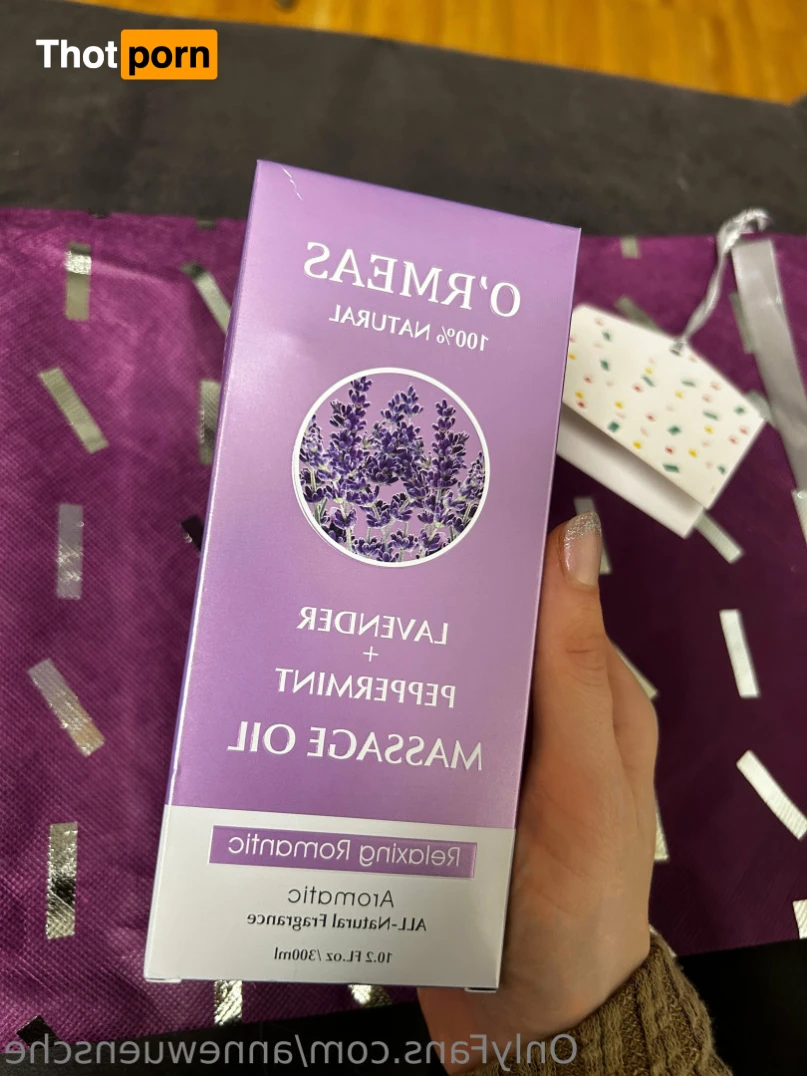 Thotporn
O'RMEAS
100% NATURAL
LAVENDER
+
PEPPERMINT
MASSAGE OIL
Relaxing Romantic
Aromatic
ALL-Natural Fragrance
10.2 FL.oz/ 300ml
OnlyFans.com/annewuensche